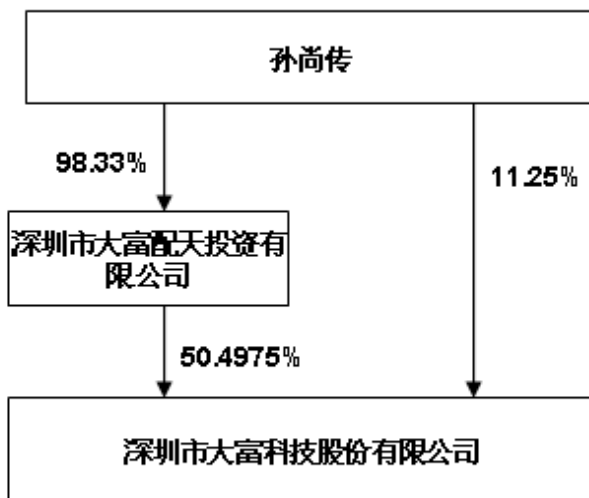 孙尚传
98.33%
11.25%
深圳市大富配天投资有
限公司
50.4975%
深圳市大富科技股份有限公司